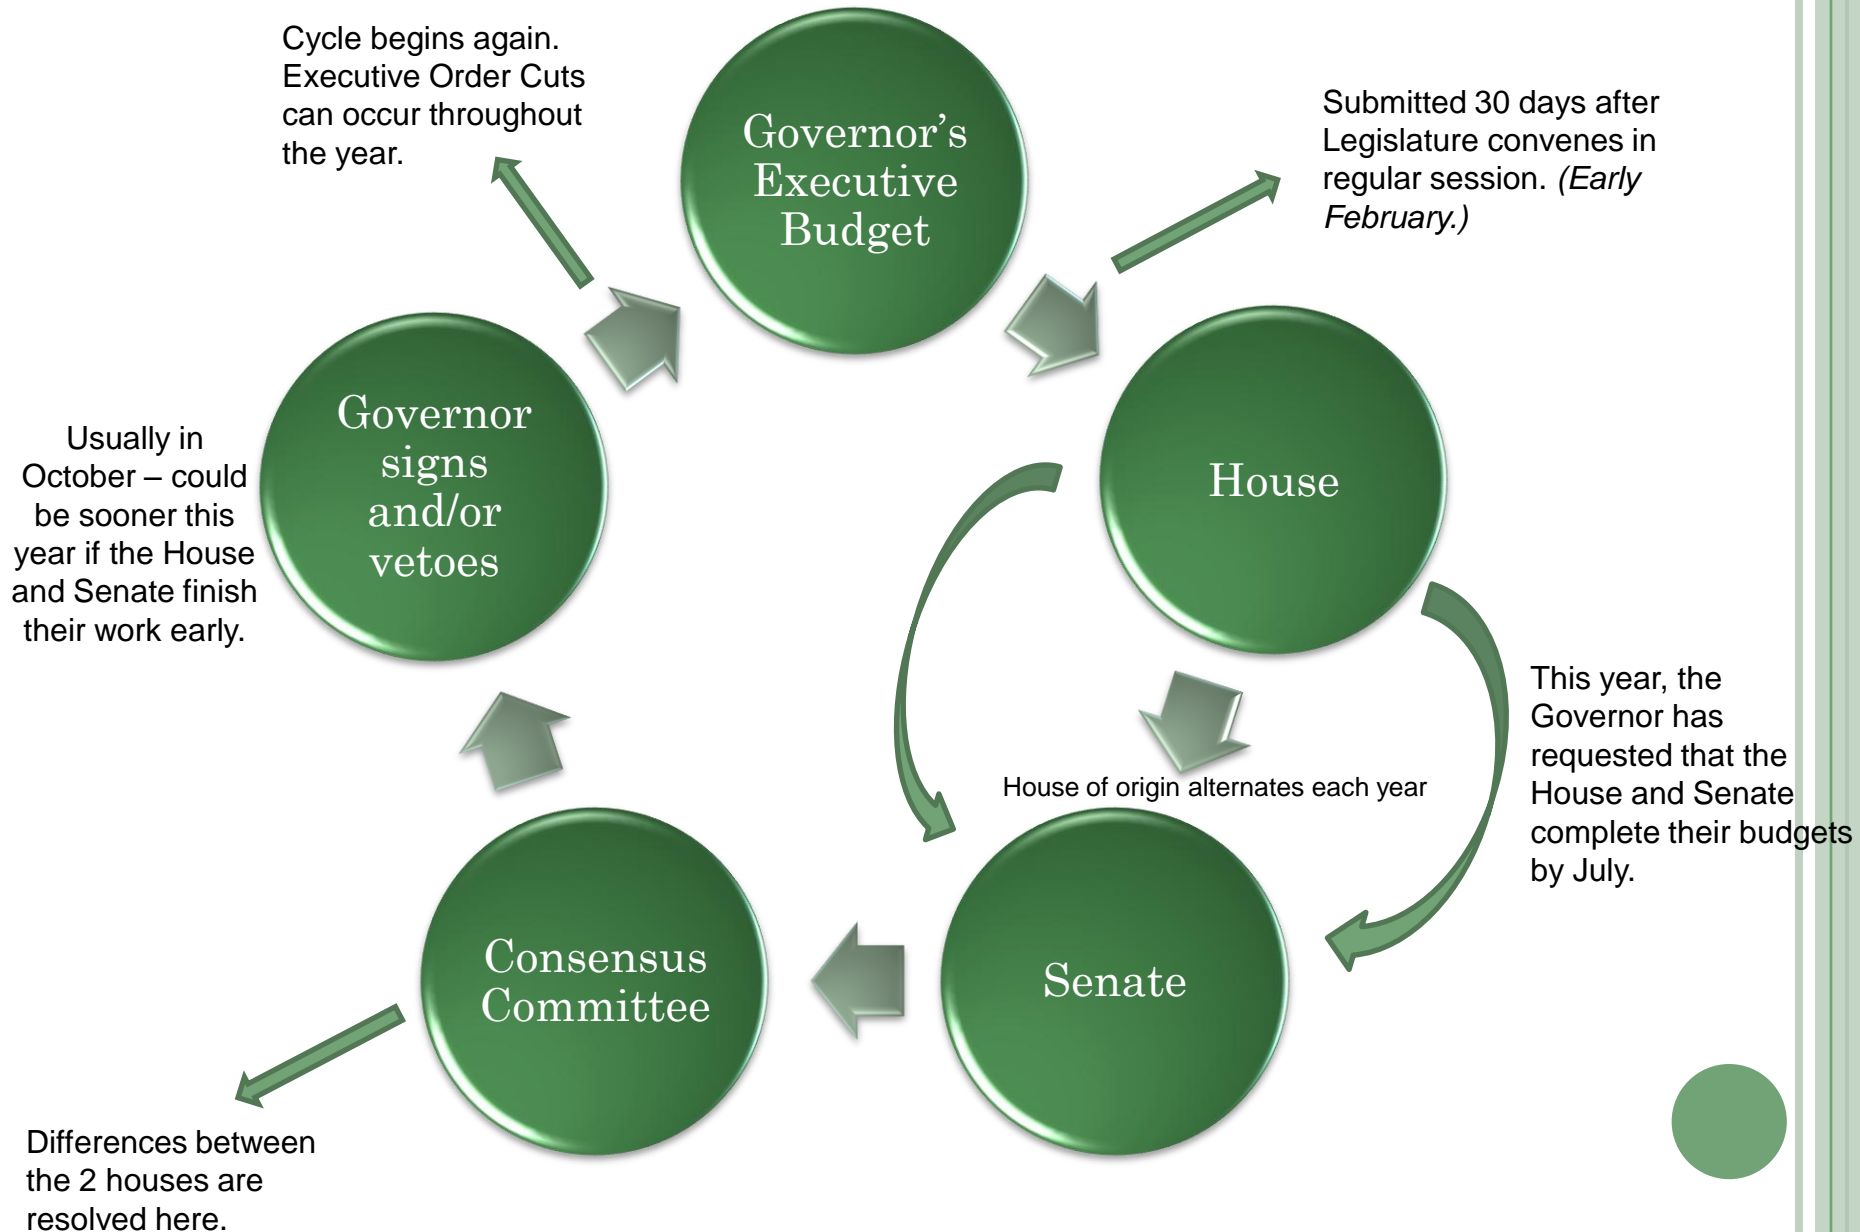 Cycle begins again.
Executive Order Cuts
can occur throughout
the year.
Governor’s
Executive
Budget
Submitted 30 days after
Legislature convenes in
regular session. (Early
February.)
House
This year, the
Governor has
requested that the
House and Senate
complete their budgets
by July.
House of origin alternates each year
Senate
Consensus
Committee
Differences between
the 2 houses are
resolved here.
Governor
signs
and/or
vetoes
Usually in
October – could
be sooner this
year if the House
and Senate finish
their work early.